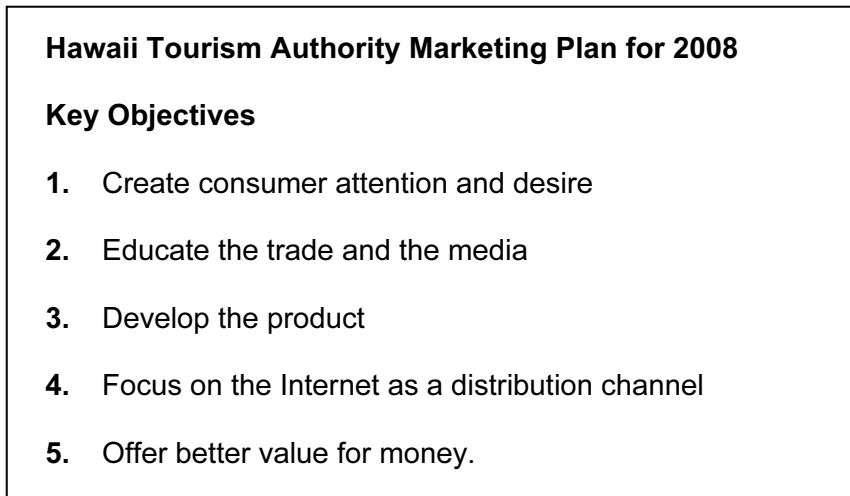 Hawaii Tourism Authority Marketing Plan for 2008
Key Objectives
1. Create consumer attention and desire
2. Educate the trade and the media
3. Develop the product
4. Focus on the Internet as a distribution channel
5. Offer better value for money.